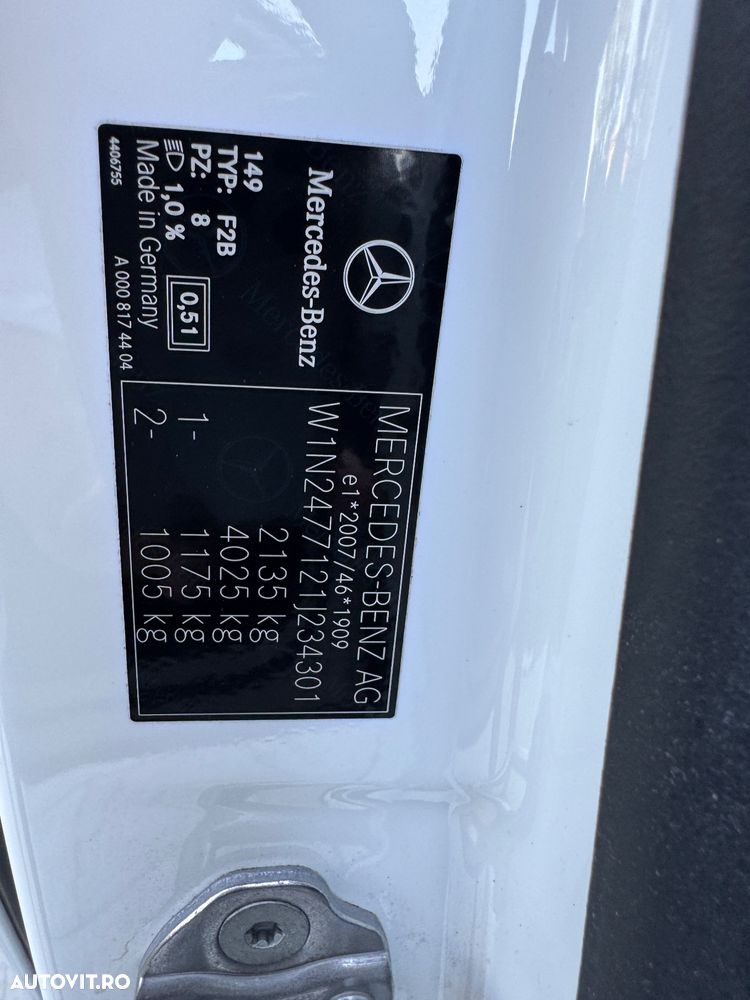 Mercedes-Benz
149
TYP: F2B
PZ: 8
1,0 %
0,51
Made in Germany
4406755
A 000 817 44 04
MERCEDES-BENZ AG
e1*2007/46*1909
W1N2477121J234301
2135 kg
4025 kg
1- 1175 kg
2- 1005 kg
AUTOVIT.RO